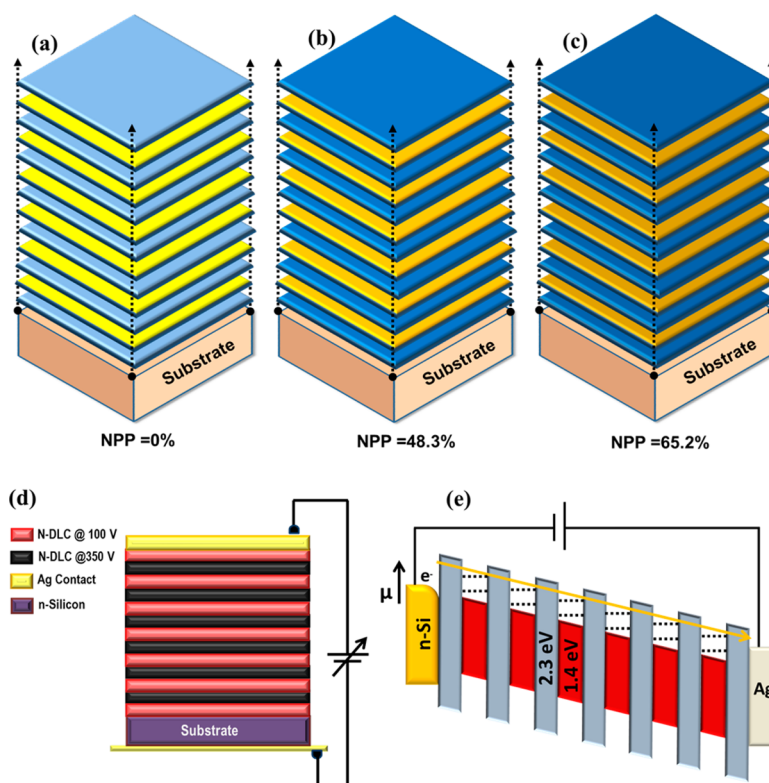 (a)
(b)
(c)
Substrate
Substrate
Substrate
NPP =0%
NPP =48.3%
NPP =65.2%
(d)
N-DLC @ 100 V
N-DLC @350 V
Ag Contact
n-Silicon
Substrate
(e)
μ
e-
n-Si
2.3 eV
1.4 eV
Ag